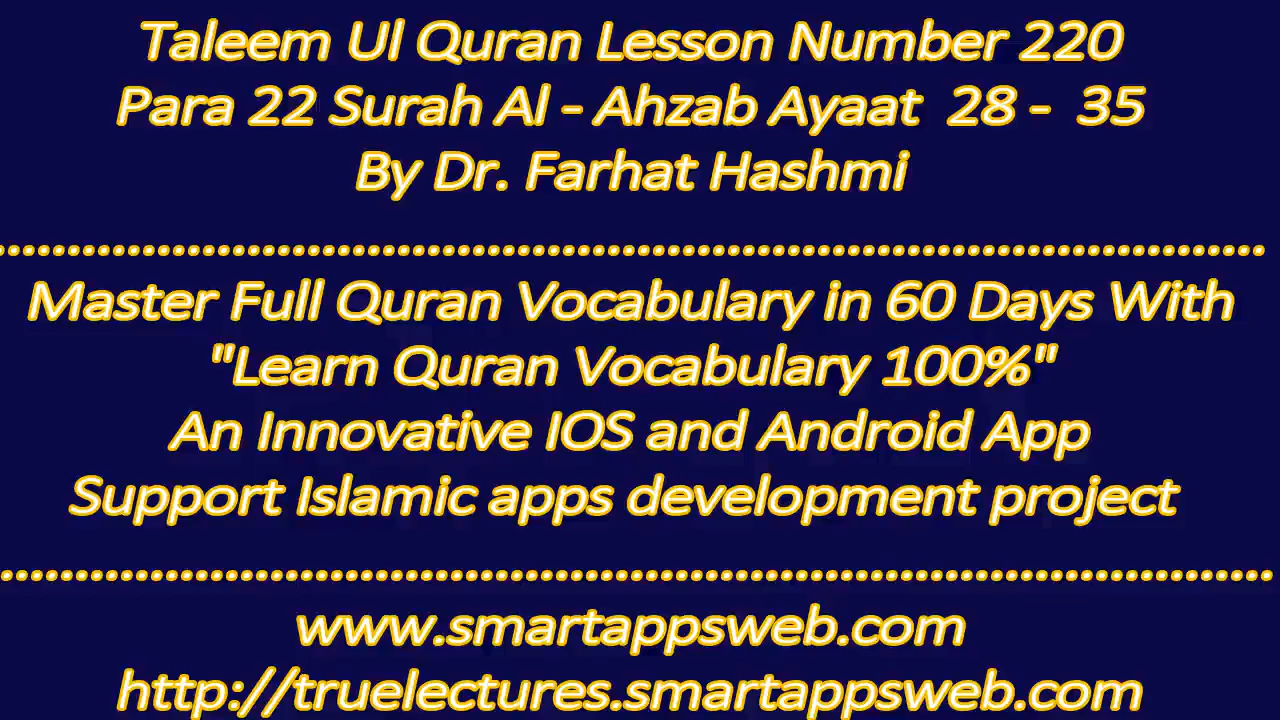 Taleem Ul Quran Lesson Number 220
Para 22 Surah Al - Ahzab Ayaat  28 -  35
By Dr. Farhat Hashmi
Master Full Quran Vocabulary in 60 Days With
"Learn Quran Vocabulary 100%"
An Innovative IOS and Android App
Support Islamic apps development project
www.smartappsweb.com
http://truelectures.smartappsweb.com